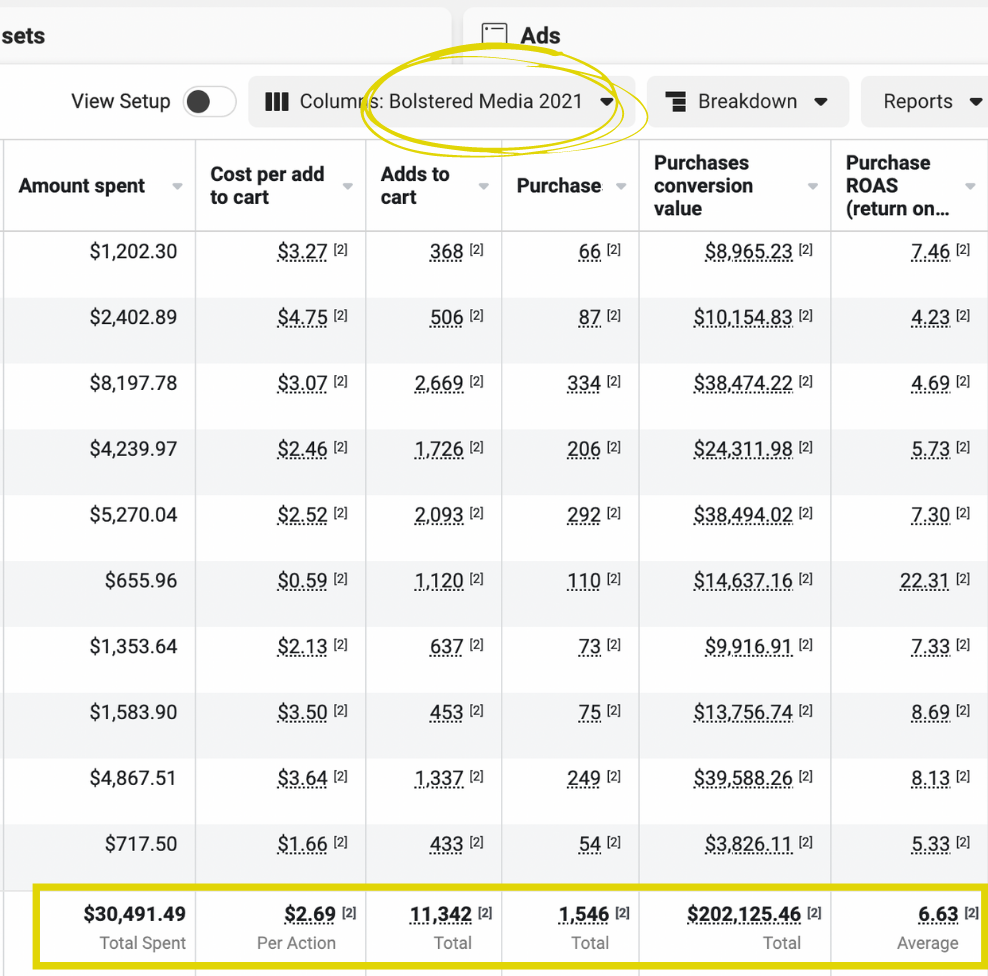 sets
Ads
View Setup Columns: Bolstered Media 2021 Breakdown Reports
Amount spent Cost per add to cart Adds to cart Purchase Purchases conversion value Purchase ROAS (return on...
$1,202.30 $3.27 [2] 368 [2] 66 [2] $8,965.23 [2] 7.46 [2]
$2,402.89 $4.75 [2] 506 [2] 87 [2] $10,154.83 [2] 4.23 [2]
$8,197.78 $3.07 [2] 2,669 [2] 334 [2] $38,474.22 [2] 4.69 [2]
$4,239.97 $2.46 [2] 1,726 [2] 206 [2] $24,311.98 [2] 5.73 [2]
$5,270.04 $2.52 [2] 2,093 [2] 292 [2] $38,494.02 [2] 7.30 [2]
$655.96 $0.59 [2] 1,120 [2] 110 [2] $14,637.16 [2] 22.31 [2]
$1,353.64 $2.13 [2] 637 [2] 73 [2] $9,916.91 [2] 7.33 [2]
$1,583.90 $3.50 [2] 453 [2] 75 [2] $13,756.74 [2] 8.69 [2]
$4,867.51 $3.64 [2] 1,337 [2] 249 [2] $39,588.26 [2] 8.13 [2]
$717.50 $1.66 [2] 433 [2] 54 [2] $3,826.11 [2] 5.33 [2]
$30,491.49 $2.69 [2] 11,342 [2] 1,546 [2] $202,125.46 [2] 6.63 [2]
Total Spent Per Action Total Total Total Average